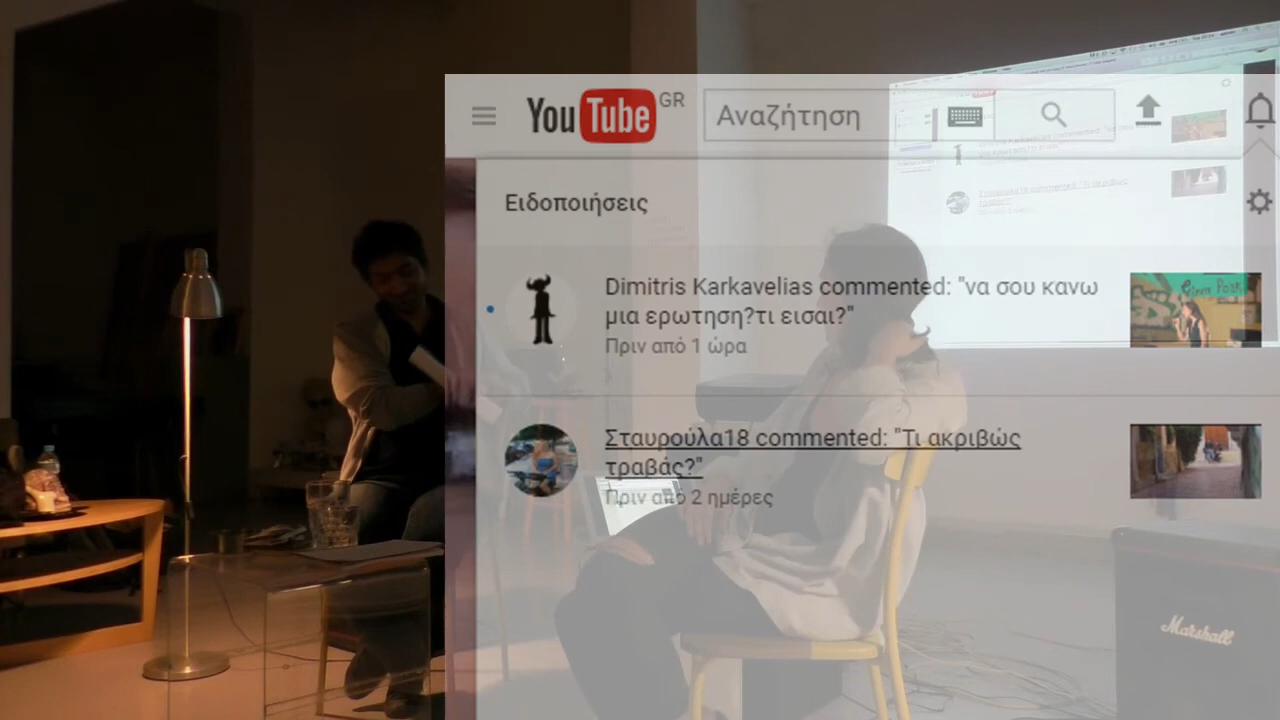 YouTube GR
Αναζήτηση
Ειδοποιήσεις
Dimitris Karkavelias commented: "να σου κανω
μια ερωτηση?τι εισαι?"
Πριν από 1 ώρα
Σταυρούλα18 commented: "Τι ακριβώς
τραβάς?"
Πριν από 2 ημέρες
Marshall